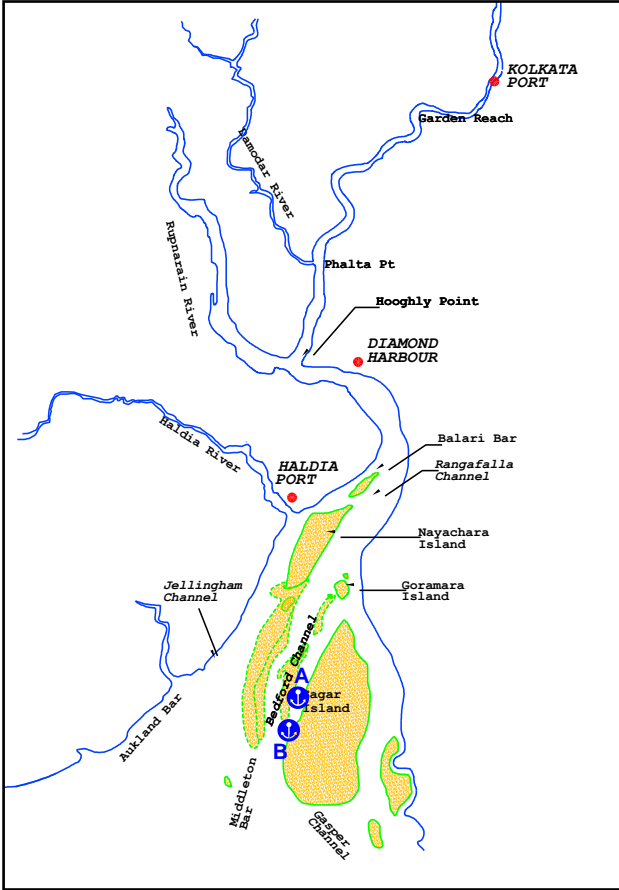 KOLKATA
PORT
Garden Reach
Damodar River
Rupnarain River
Phalta Pt
Hooghly Point
DIAMOND
HARBOUR
Balari Bar
Rangafalla
Channel
Haldia River
HALDIA
PORT
Nayachara
Island
Jellingham
Channel
Goramara
Island
Bedford Channel
A
Sagar
Island
B
Aukland Bar
Middleton
Bar
Gasper
Channel